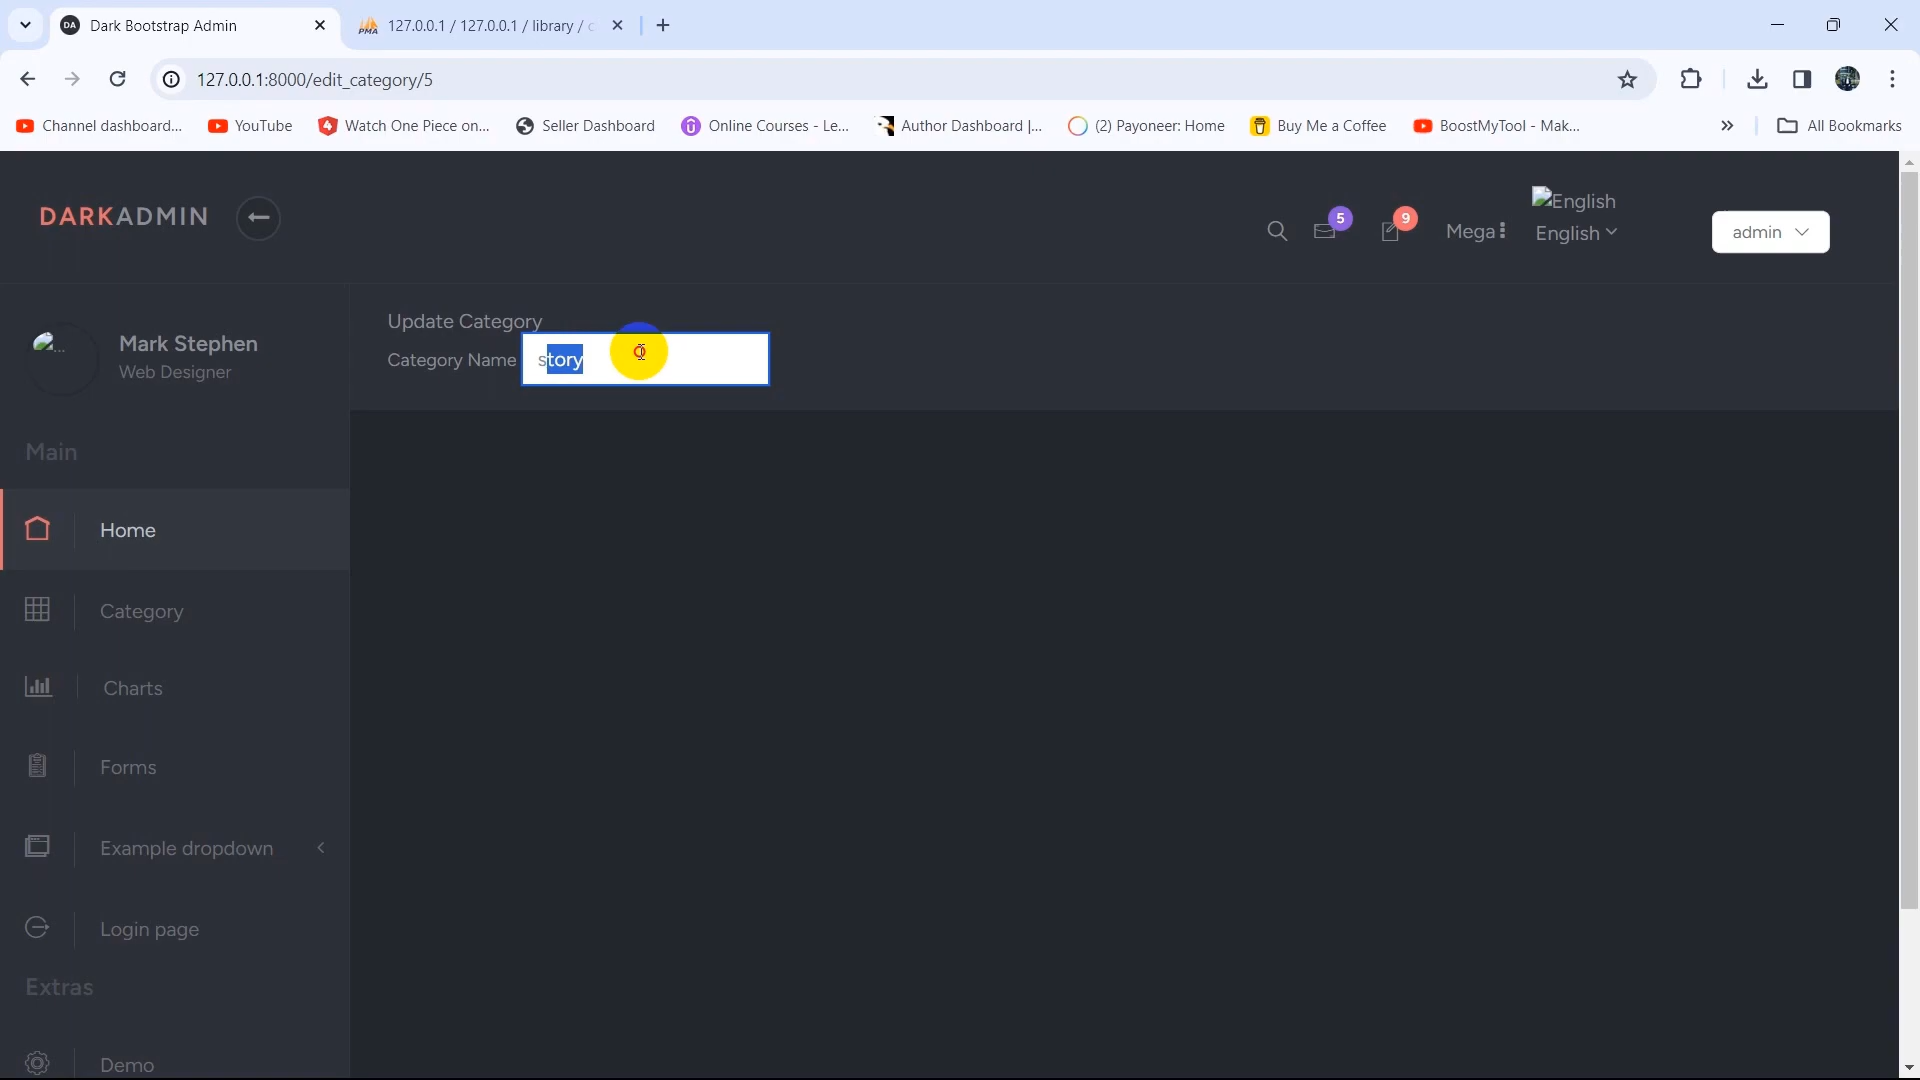 DA Dark Bootstrap Admin
PMA 127.0.0.1 / 127.0.0.1 / library / c
127.0.0.1:8000/edit_category/5
Channel dashboard...
YouTube
Watch One Piece on...
Seller Dashboard
Online Courses - Le...
Author Dashboard |...
(2) Payoneer: Home
Buy Me a Coffee
BoostMyTool - Mak...
All Bookmarks
DARKADMIN
5
9
Mega
English
English
admin
Mark Stephen
Web Designer
Update Category
Category Name story
Main
Home
Category
Charts
Forms
Example dropdown
Login page
Extras
Demo